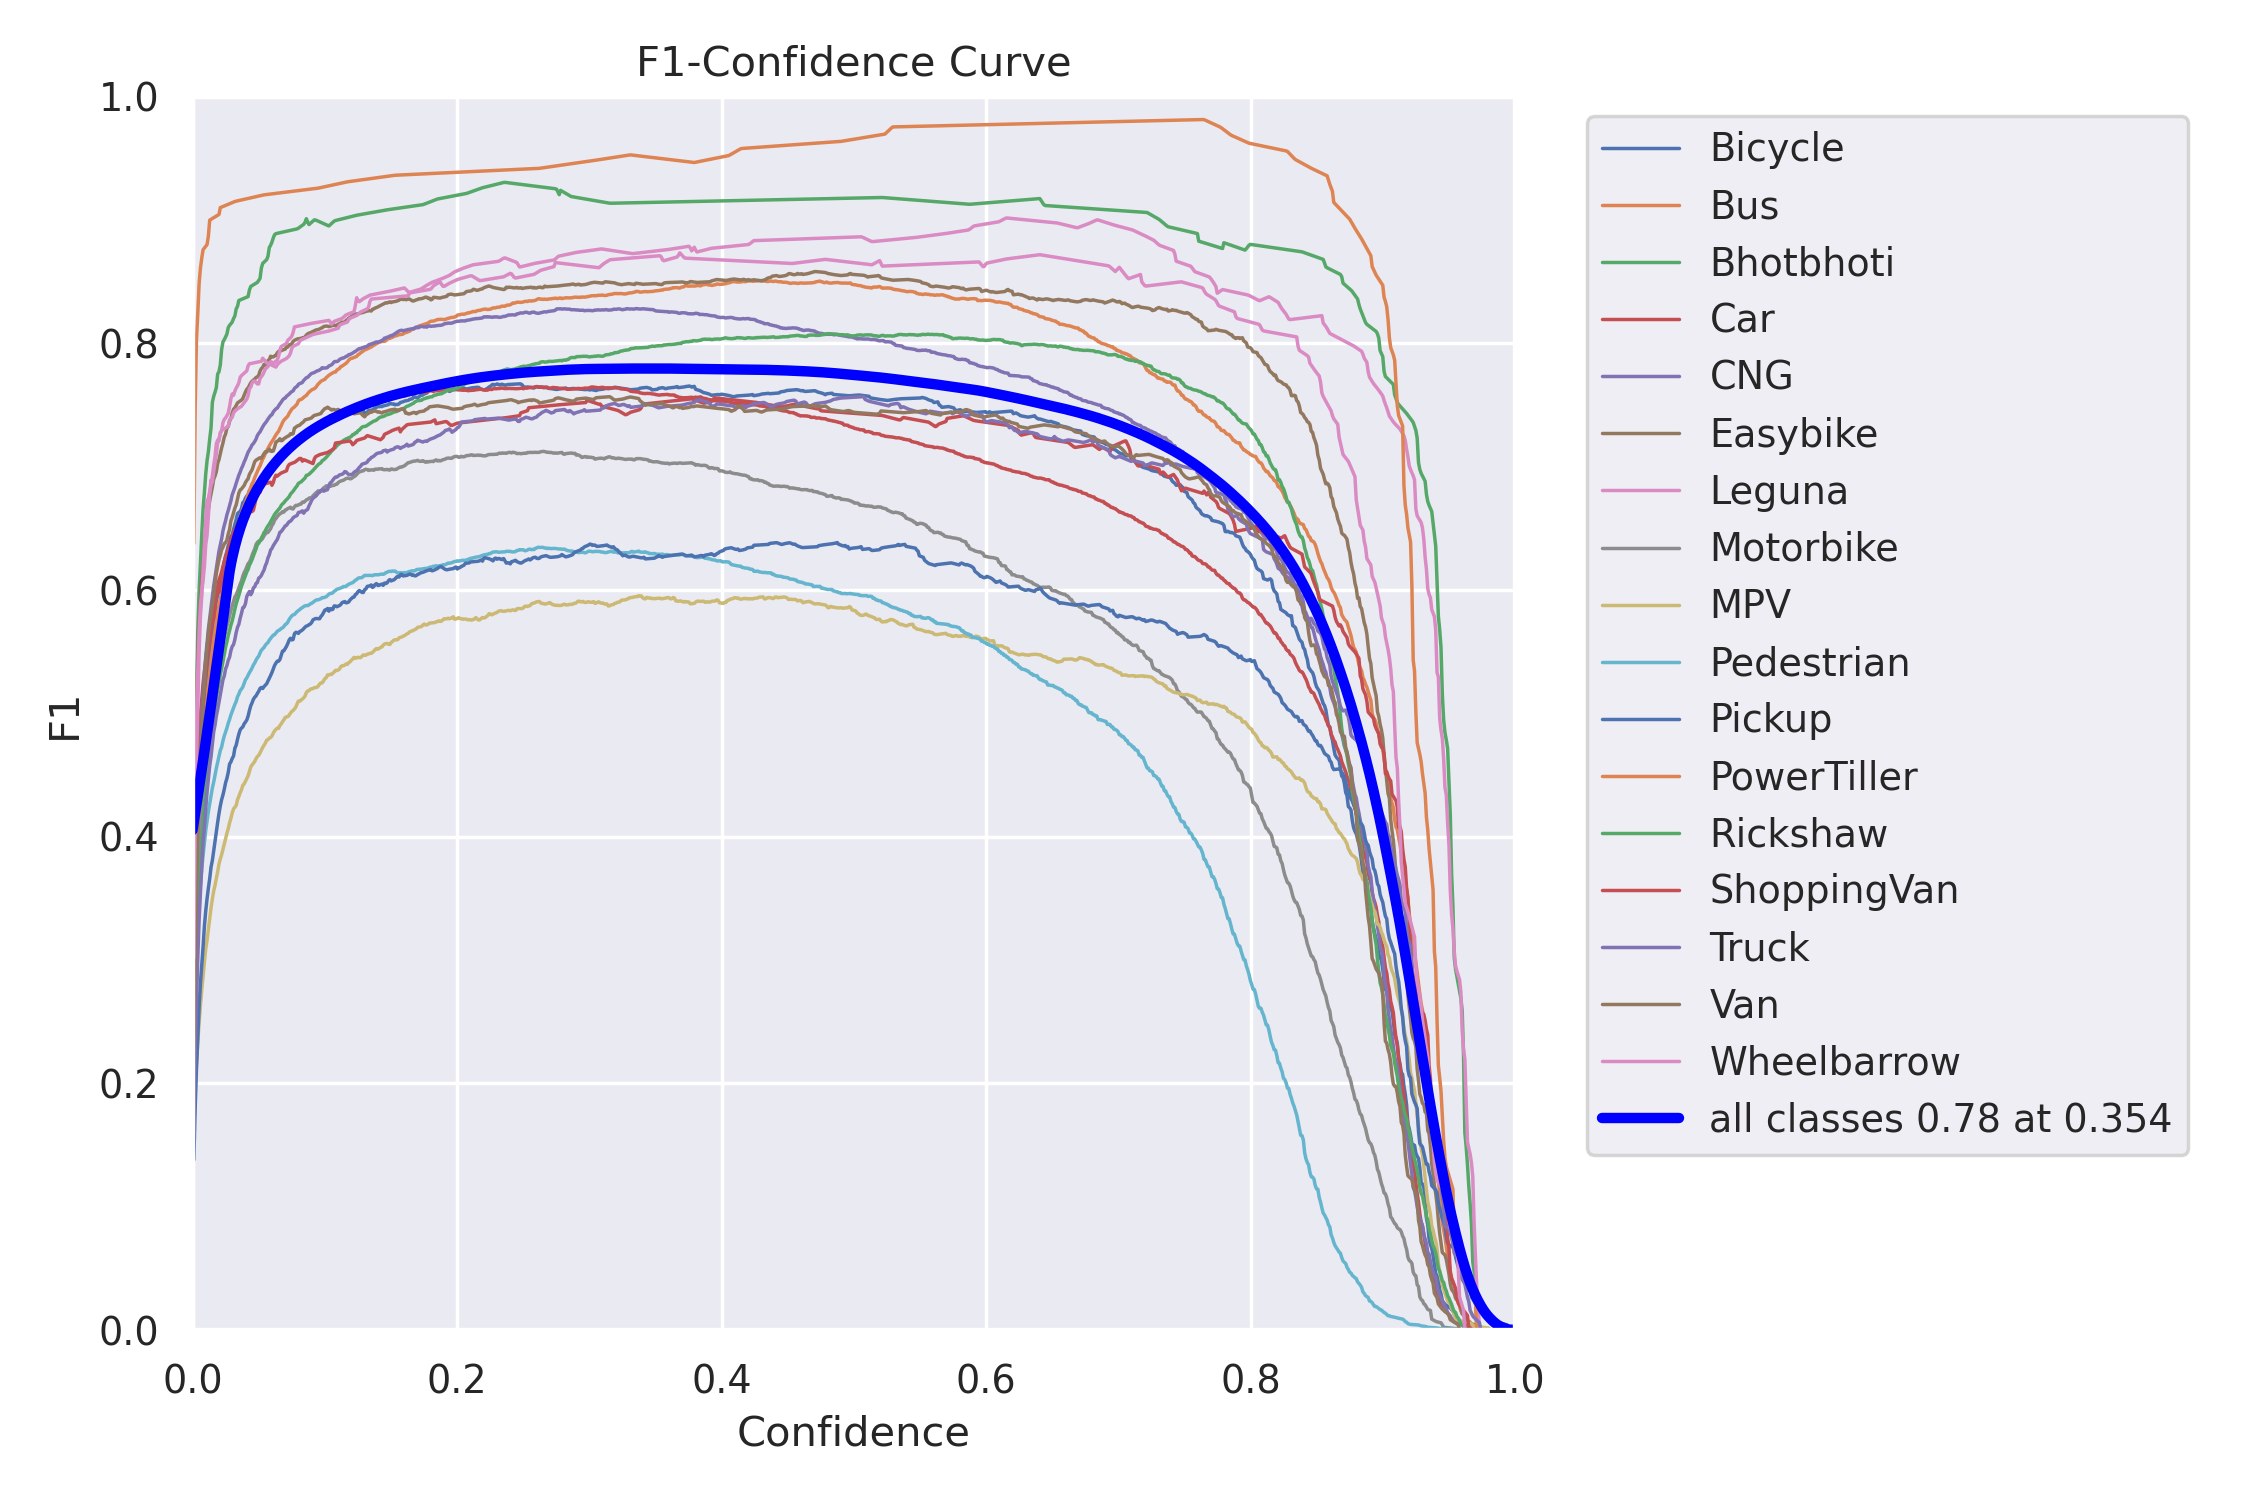 F1-Confidence Curve
1.0
0.8
0.6
0.4
0.2
0.0
F1
0.0 0.2 0.4 0.6 0.8 1.0
Confidence
Bicycle
Bus
Bhotbhoti
Car
CNG
Easybike
Leguna
Motorbike
MPV
Pedestrian
Pickup
PowerTiller
Rickshaw
ShoppingVan
Truck
Van
Wheelbarrow
all classes 0.78 at 0.354